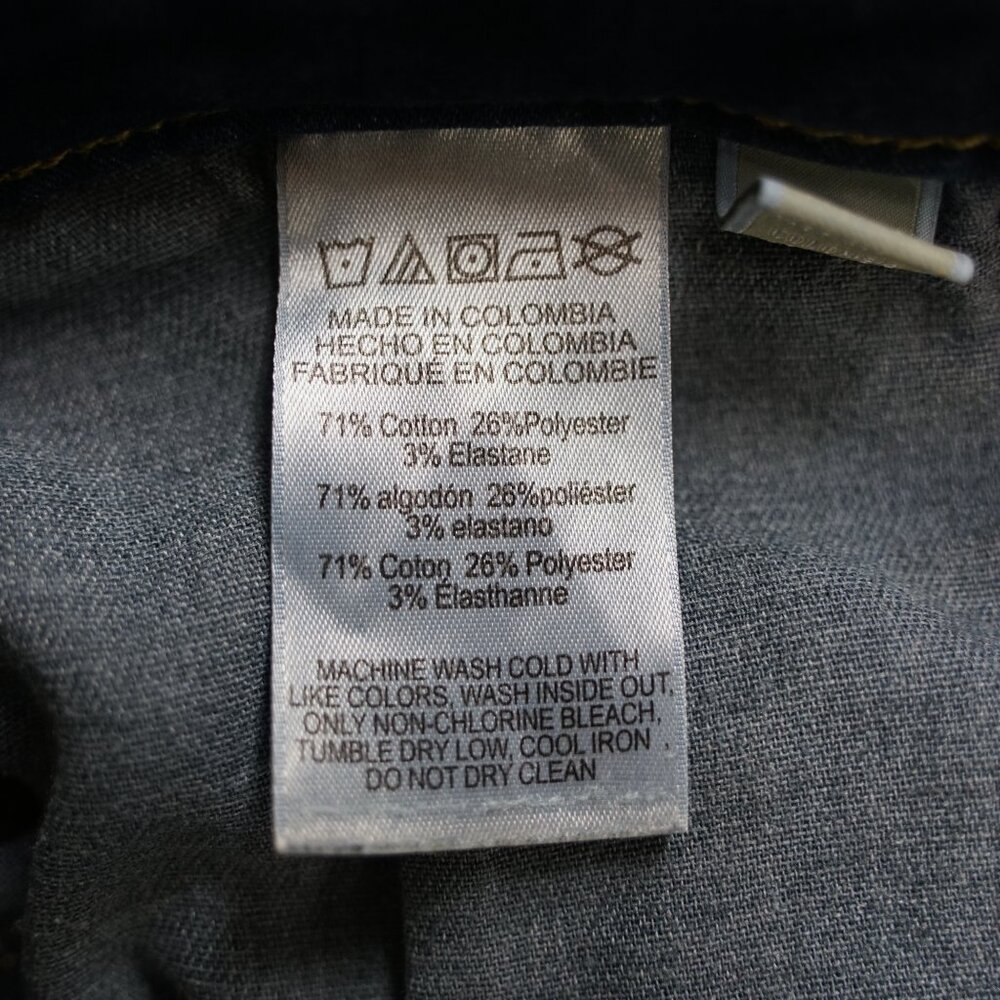 MADE IN COLOMBIA
HECHO EN COLOMBIA
FABRIQUÉ EN COLOMBIE
71% Cotton 26%Polyester
3% Elastane
71% algodón 26%poliéster
3% elastano
71% Coton 26% Polyester
3% Élasthanne
MACHINE WASH COLD WITH
LIKE COLORS, WASH INSIDE OUT,
ONLY NON-CHLORINE BLEACH,
TUMBLE DRY LOW, COOL IRON ,
DO NOT DRY CLEAN